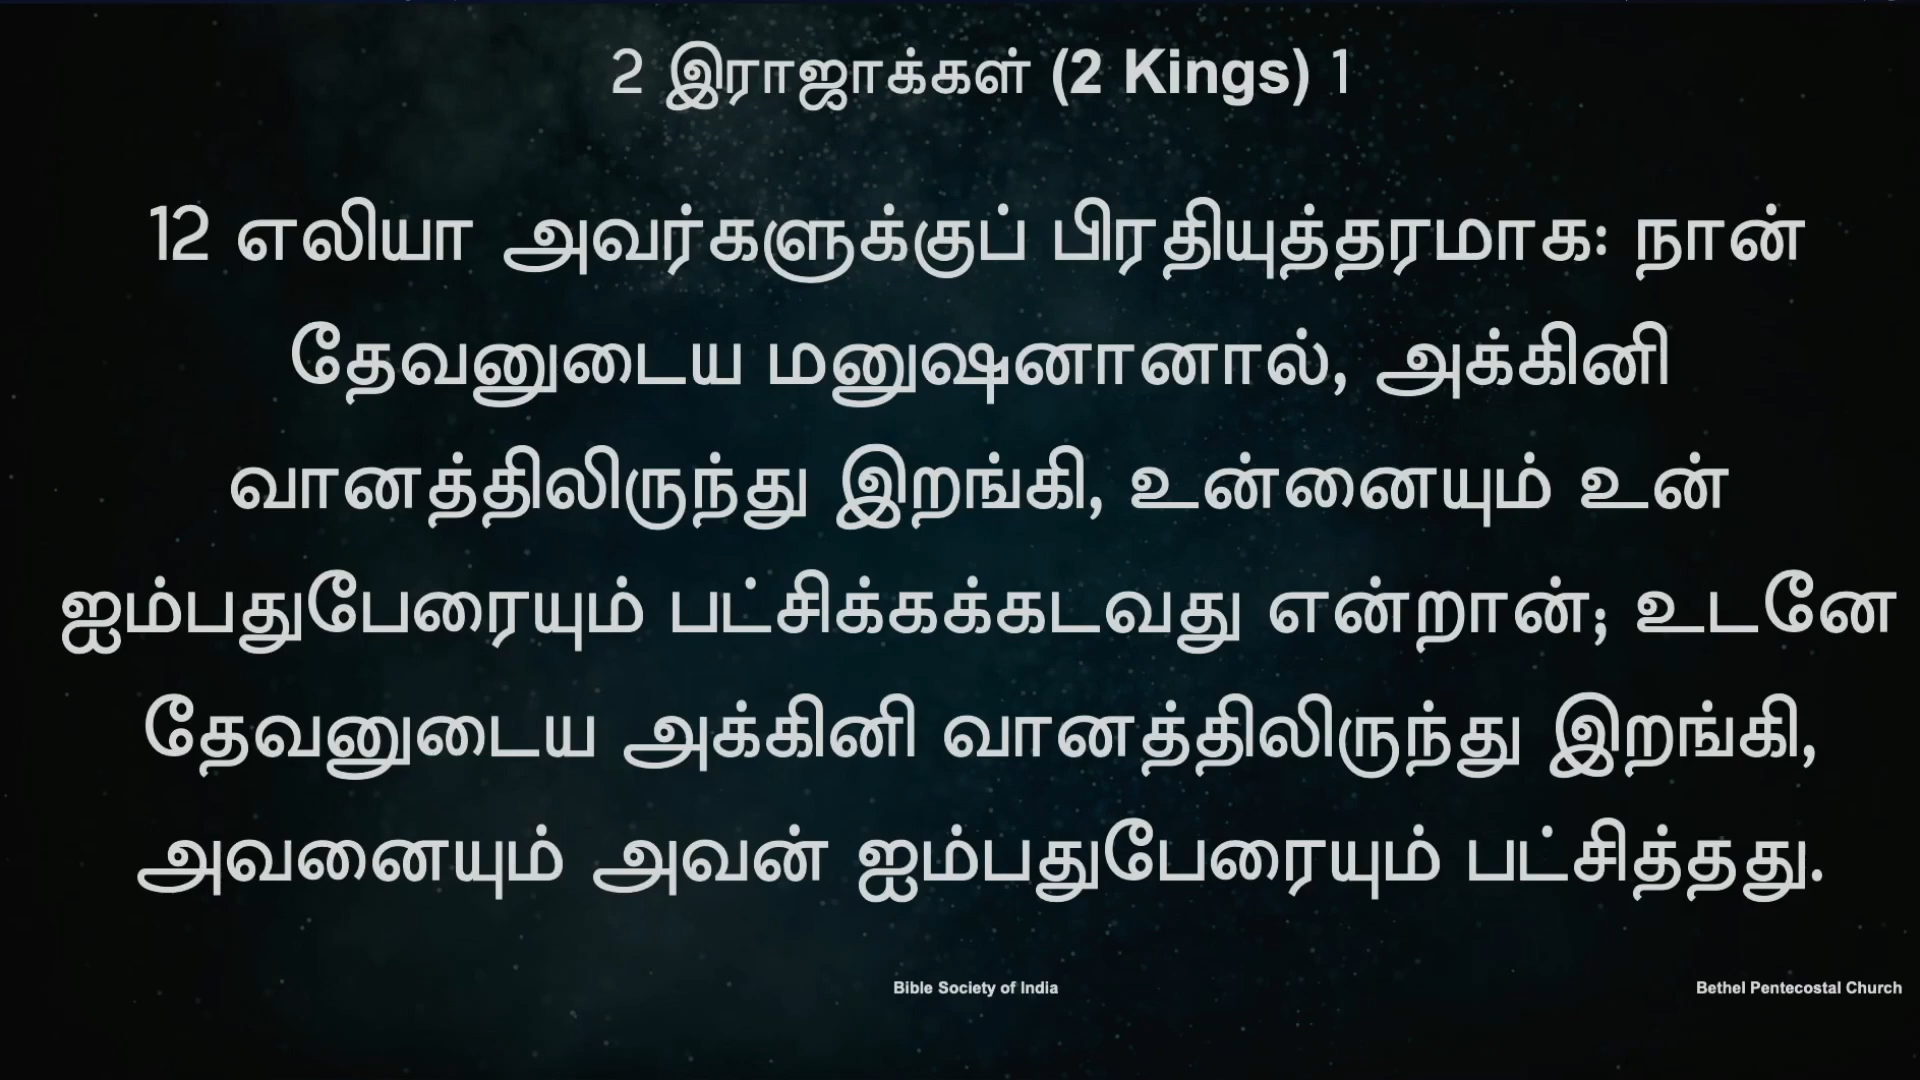 2 இராஜாக்கள் (2 Kings) 1
12 எலியா அவர்களுக்குப் பிரதியுத்தரமாக: நான்
தேவனுடைய மனுஷனானால், அக்கினி
வானத்திலிருந்து இறங்கி, உன்னையும் உன்
ஐம்பதுபேரையும் பட்சிக்கக்கடவது என்றான்; உடனே
தேவனுடைய அக்கினி வானத்திலிருந்து இறங்கி,
அவனையும் அவன் ஐம்பதுபேரையும் பட்சித்தது.
Bible Society of India
Bethel Pentecostal Church